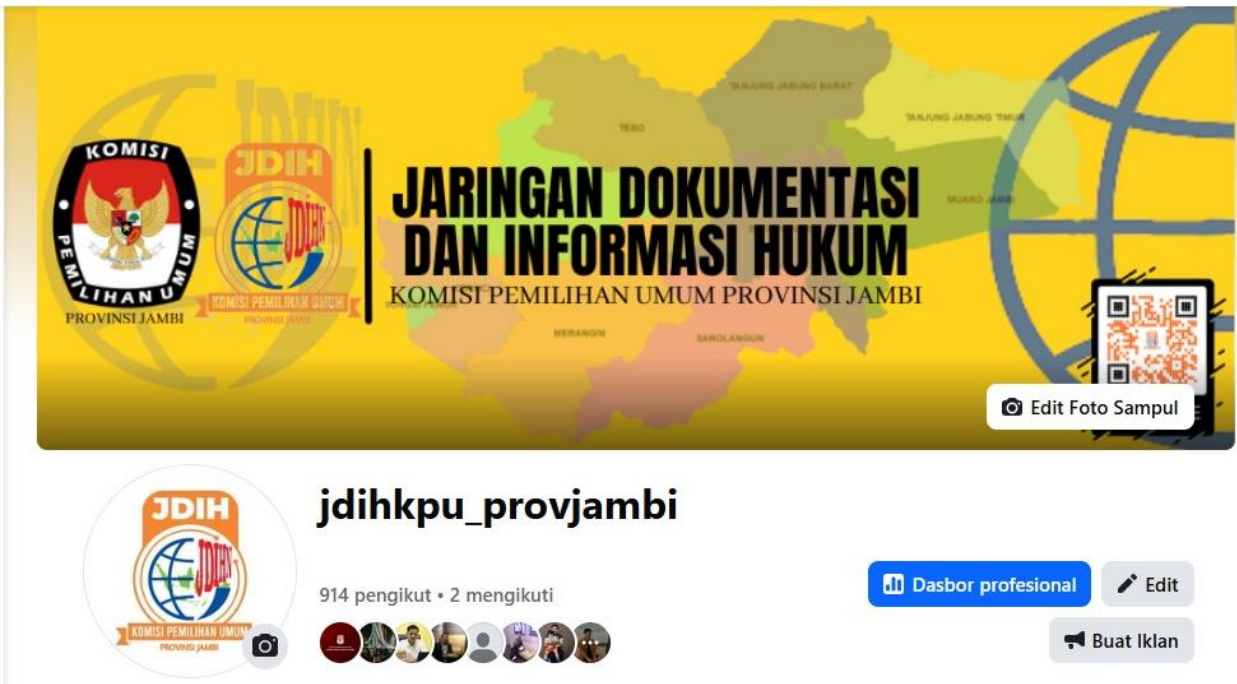 TANJUNG JABUNG BARAT
TANJUNG JABUNG TIMUR
TEBO
MUARO JAMBI
MERANGIN
SAROLANGUN
KOMISI
PEMILIHAN UMUM
PROVINSI JAMBI
JDIH
JDIHN
KOMISI PEMILIHAN UMUM
PROVINSI JAMBI
JARINGAN DOKUMENTASI
DAN INFORMASI HUKUM
KOMISI PEMILIHAN UMUM PROVINSI JAMBI
Edit Foto Sampul
JDIH
JDIHN
KOMISI PEMILIHAN UMUM
PROVINSI JAMBI
jdihkpu_provjambi
914 pengikut • 2 mengikuti
Dasbor profesional
Edit
Buat Iklan